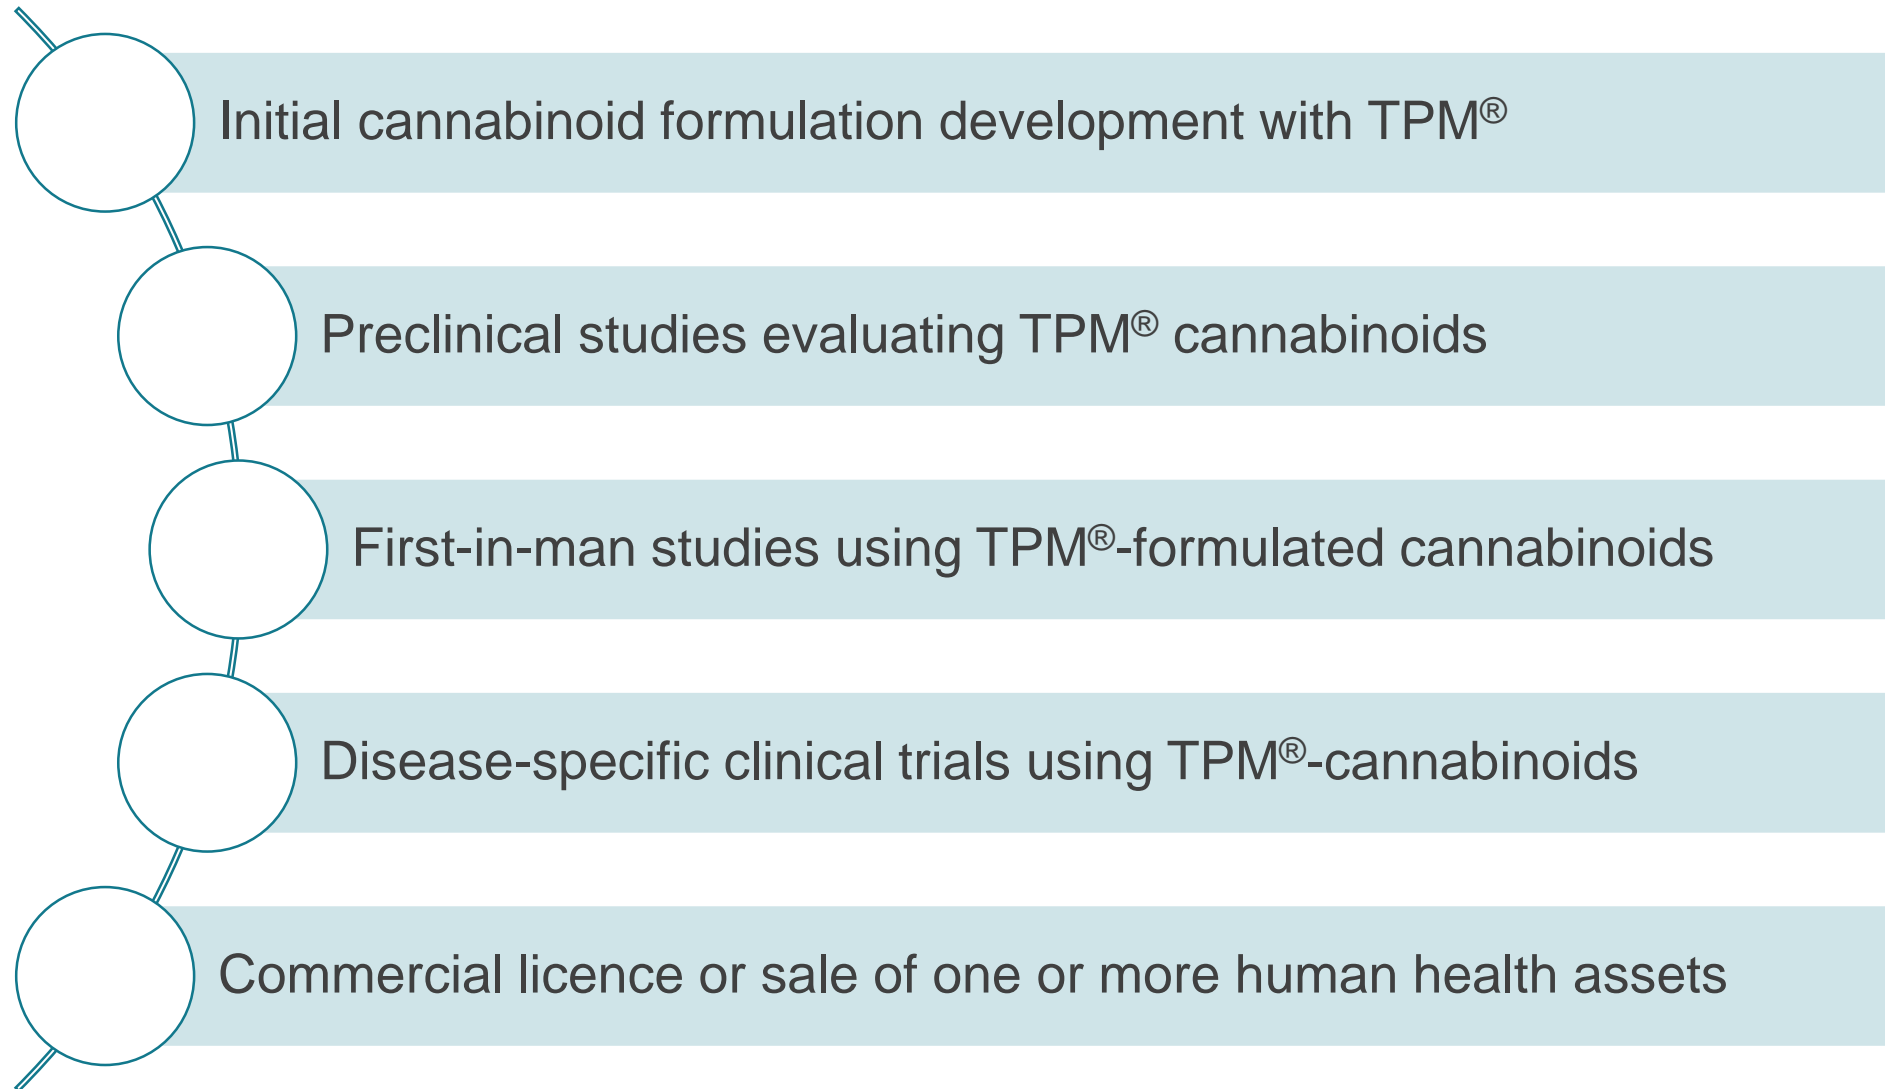 Initial cannabinoid formulation development with TPM®
Preclinical studies evaluating TPM® cannabinoids
First-in-man studies using TPM®-formulated cannabinoids
Disease-specific clinical trials using TPM®-cannabinoids
Commercial licence or sale of one or more human health assets